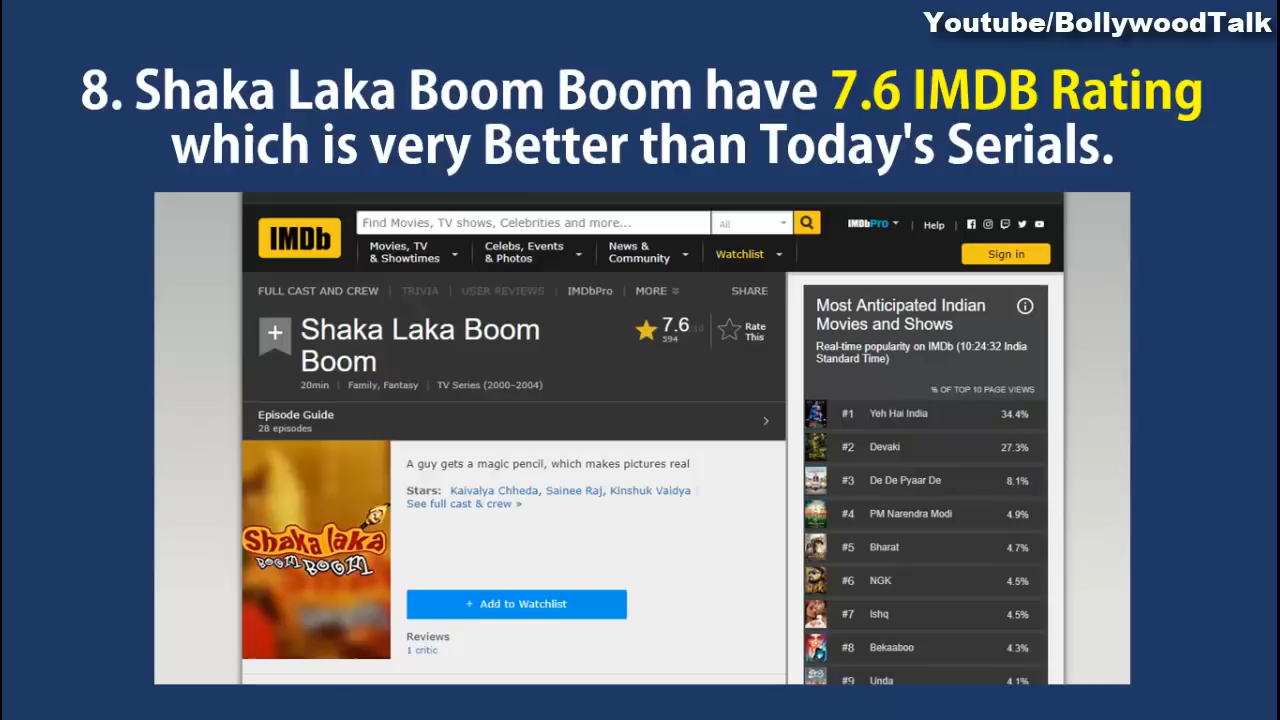 Youtube/BollywoodTalk
8. Shaka Laka Boom Boom have 7.6 IMDB Rating
which is very Better than Today's Serials.
IMDb
Find Movies, TV shows, Celebrities and more...
All
IMDbPro
Help
Movies, TV
& Showtimes
Celebs, Events
& Photos
News &
Community
Watchlist
Sign in
FULL CAST AND CREW
TRIVIA
USER REVIEWS
IMDbPro
MORE
SHARE
Shaka Laka Boom
Boom
7.6/10
594
Rate
This
20min | Family, Fantasy | TV Series (2000–2004)
Episode Guide
28 episodes
Shaka laka
BOOM BOOM
A guy gets a magic pencil, which makes pictures real
Stars: Kaivalya Chheda, Sainee Raj, Kinshuk Vaidya
See full cast & crew »
+ Add to Watchlist
Reviews
1 critic
Most Anticipated Indian
Movies and Shows
Real-time popularity on IMDb (10:24:32 India
Standard Time)
% OF TOP 10 PAGE VIEWS
#1 Yeh Hai India 34.4%
#2 Devaki 27.3%
#3 De De Pyaar De 8.1%
#4 PM Narendra Modi 4.9%
#5 Bharat 4.7%
#6 NGK 4.5%
#7 Ishq 4.5%
#8 Bekaaboo 4.3%
#9 Unda 4.1%